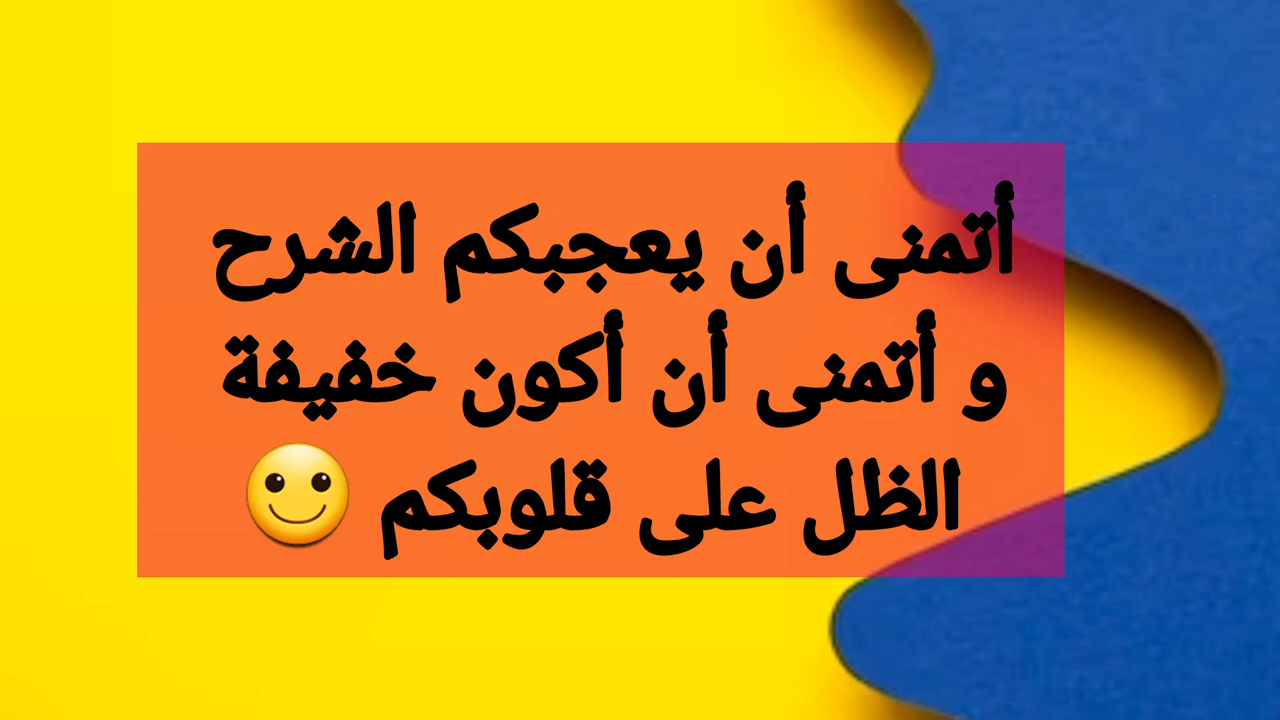 أتمنى أن يعجبكم الشرح
و أتمنى أن أكون خفيفة
الظل على قلوبكم 🙂